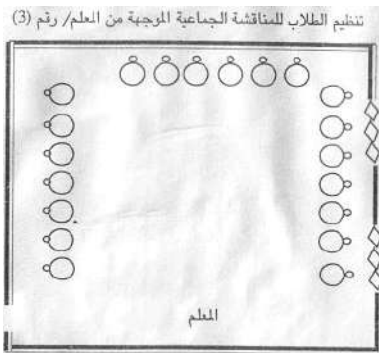 تنظيم الطلاب للمناقشة الجماعية الموجهة من المعلم/ رقم (3)
المعلم